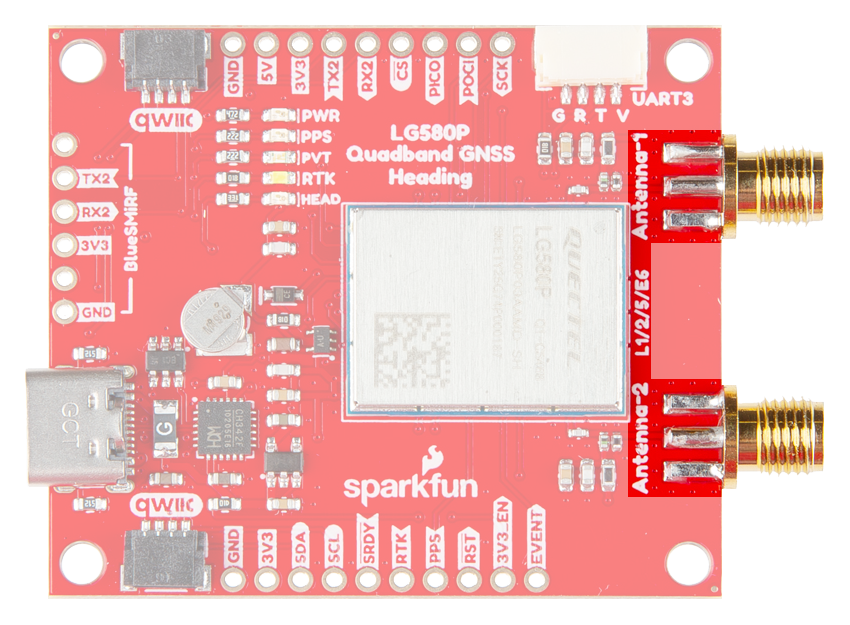 GND
5V
3V3
TX2
RX2
CS
PICO
POCI
SCK
UART3
G R T V
qwiic
PWR
PPS
PVT
RTK
HEAD
LG580P
Quadband GNSS
Heading
Antenna-1
TX2
RX2
3V3
GND
BlueSMiRF
QUECTEL
LG580P
L1/2/5/E6
Antenna-2
GCT
G
sparkfun
qwiic
GND
3V3
SDA
SCL
SRDY
RTK
PPS
RST
3V3_EN
EVENT